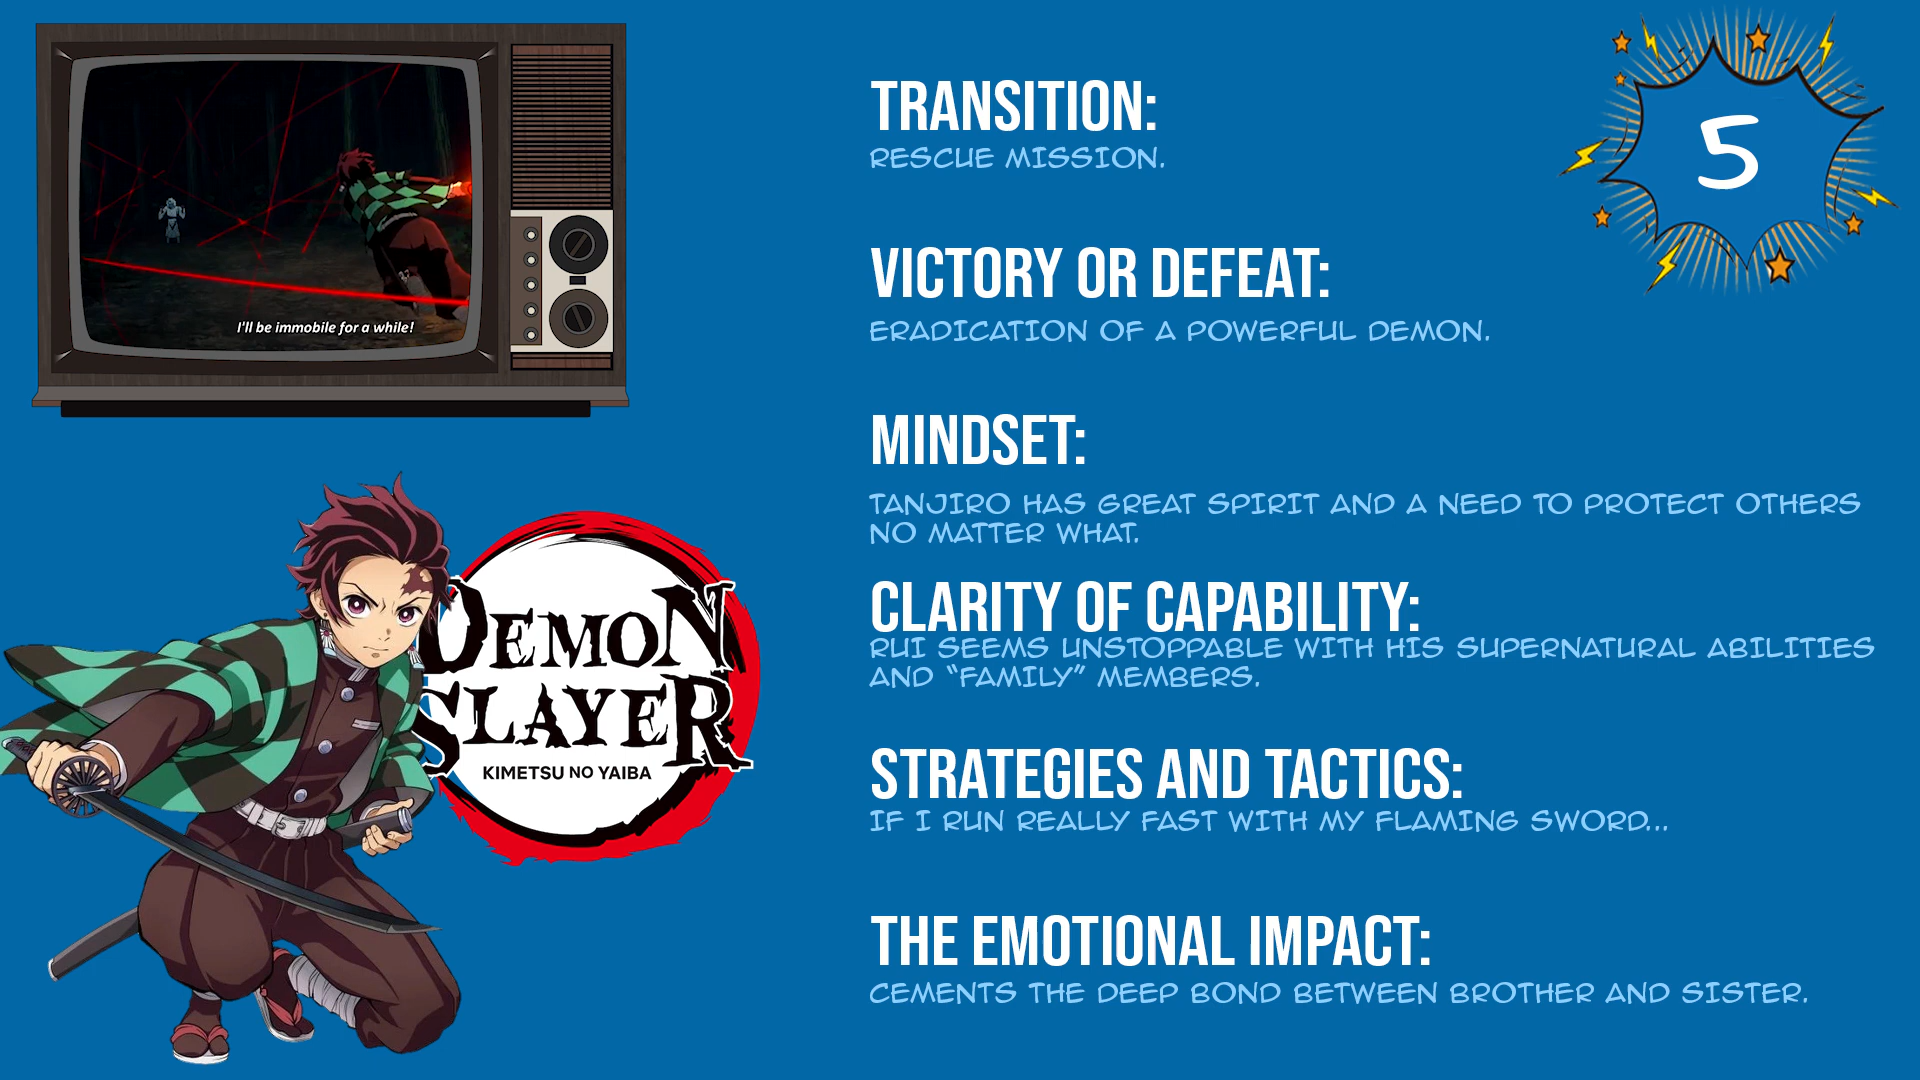 I'll be immobile for a while!
DEMON
SLAYER
KIMETSU NO YAIBA
5
TRANSITION:
RESCUE MISSION.
VICTORY OR DEFEAT:
ERADICATION OF A POWERFUL DEMON.
MINDSET:
TANJIRO HAS GREAT SPIRIT AND A NEED TO PROTECT OTHERS
NO MATTER WHAT.
CLARITY OF CAPABILITY:
RUI SEEMS UNSTOPPABLE WITH HIS SUPERNATURAL ABILITIES
AND “FAMILY” MEMBERS.
STRATEGIES AND TACTICS:
IF I RUN REALLY FAST WITH MY FLAMING SWORD...
THE EMOTIONAL IMPACT:
CEMENTS THE DEEP BOND BETWEEN BROTHER AND SISTER.